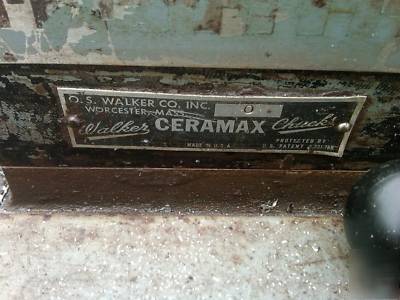 O. S. WALKER CO. INC.
WORCESTER, MASS.
O
Walker CERAMAX Chuck
MADE IN U.S.A.
PROTECTED BY
U.S. PATENT